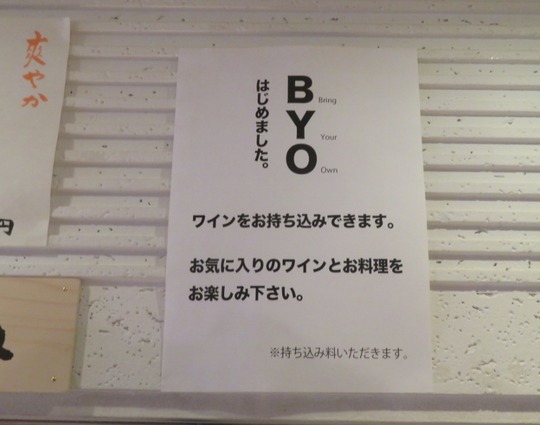 爽やか
円
BYO
Bring
Your
Own
はじめました。
ワインをお持ち込みできます。
お気に入りのワインとお料理を
お楽しみ下さい。
※持ち込み料いただきます。